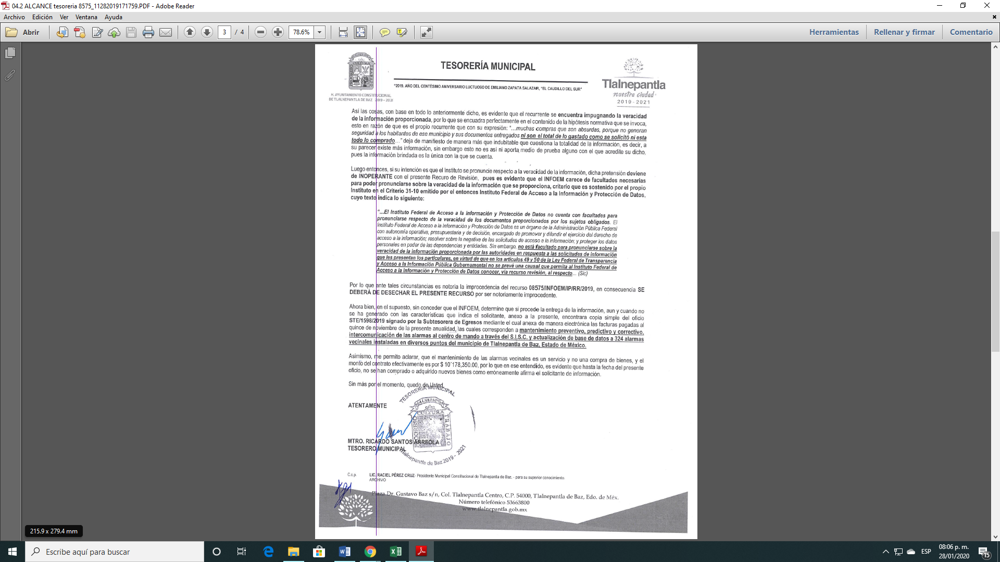 04.2 ALCANCE tesoreria 8575_11282019171759.PDF - Adobe Reader
Archivo Edición Ver Ventana Ayuda
Abrir 3 / 4 78.6% Herramientas Rellenar y firmar Comentario
TESORERÍA MUNICIPAL
"2019. AÑO DEL CENTÉSIMO ANIVERSARIO LUCTUOSO DE EMILIANO ZAPATA SALAZAR, "EL CAUDILLO DEL SUR"
H. AYUNTAMIENTO CONSTITUCIONAL
DE TLALNEPANTLA DE BAZ 2019 - 2021
Tlalnepantla
nuestra ciudad
2019 - 2021
Así las cosas, con base en todo lo anteriormente dicho, es evidente que el recurrente se encuentra impugnando la veracidad
de la información proporcionada, por lo que se encuadra perfectamente en el contenido de la hipótesis normativa que se invoca,
esto en razón de que es el propio recurrente que con su expresión: "...muchas compras que son absurdas, porque no generan
seguridad a los habitantes de ese municipio y sus documentos entregados ni son el total de lo gastado como se solicitó ni esta
todo lo comprado..." deja de manifiesto de manera más que indubitable que cuestiona la totalidad de la información, es decir, a
su parecer existe más información, sin embargo esto no es así ni aporta medio de prueba alguno con el que acredite su dicho,
pues la información brindada es la única con la que se cuenta.
Luego entonces, si su intención es que el Instituto se pronuncie respecto a la veracidad de la información, dicha pretensión deviene
de INOPERANTE con el presente Recuro de Revisión, pues es evidente que el INFOEM carece de facultades necesarias
para poder pronunciarse sobre la veracidad de la información que se proporciona, criterio que es sostenido por el propio
Instituto en el Criterio 31-10 emitido por el entonces Instituto Federal de Acceso a la Información y Protección de Datos,
cuyo texto indica lo siguiente:
"...El Instituto Federal de Acceso a la Información y Protección de Datos no cuenta con facultades para
pronunciarse respecto de la veracidad de los documentos proporcionados por los sujetos obligados. El
Instituto Federal de Acceso a la Información y Protección de Datos es un órgano de la Administración Pública Federal
con autonomía operativa, presupuestaria y de decisión, encargado de promover y difundir el ejercicio del derecho de
acceso a la información; resolver sobre la negativa de las solicitudes de acceso a la información; y proteger los datos
personales en poder de las dependencias y entidades. Sin embargo, no está facultado para pronunciarse sobre la
veracidad de la información proporcionada por las autoridades en respuesta a las solicitudes de información
que les presentan los particulares, en virtud de que en los artículos 49 y 50 de la Ley Federal de Transparencia
y Acceso a la Información Pública Gubernamental no se prevé una causal que permita al Instituto Federal de
Acceso a la Información y Protección de Datos conocer, vía recurso revisión, al respecto... (Sic)
Por lo que ante tales circunstancias es notoria la improcedencia del recurso 08575/INFOEM/IP/RR/2019, en consecuencia SE
DEBERÁ DE DESECHAR EL PRESENTE RECURSO por ser notoriamente improcedente.
Ahora bien, en el supuesto, sin conceder que el INFOEM, determine que si procede la entrega de la información, aun y cuando no
se ha generado con las características que indica el solicitante, anexo a la presente, encontrara copia simple del oficio
STE/1598/2019 signado por la Subtesorera de Egresos mediante el cual anexa de manera electrónica las facturas pagadas al
quince de noviembre de la presente anualidad, las cuales corresponden a mantenimiento preventivo, predictivo y correctivo,
intercomunicación de las alarmas al centro de mando a través del S.I.S.C. y actualización de base de datos a 324 alarmas
vecinales instaladas en diversos puntos del municipio de Tlalnepantla de Baz, Estado de México.
Asimismo, me permito aclarar, que el mantenimiento de las alarmas vecinales es un servicio y no una compra de bienes, y el
monto del contrato efectivamente es por $ 10´178,350.00, por lo que en ese entendido, es evidente que hasta la fecha del presente
oficio, no se han comprado o adquirido nuevos bienes como erróneamente afirma el solicitante de información.
Sin más por el momento, quedo de Usted.
TESORERÍA MUNICIPAL
TLALNEPANTLA
CULTURA
PROGRESO
TRABAJO
Tlalnepantla de Baz 2019 - 2021
ATENTAMENTE
MTRO. RICARDO SANTOS ARREOLA
TESORERO MUNICIPAL
C.c.p. LIC. RACIEL PÉREZ CRUZ- Presidente Municipal Constitucional de Tlalnepantla de Baz. - para su superior conocimiento.
ARCHIVO
Plaza Dr. Gustavo Baz s/n, Col. Tlalnepantla Centro, C.P. 54000, Tlalnepantla de Baz, Edo. de Méx.
Número telefónico 53663800
www.tlalnepantla.gob.mx
215.9 x 279.4 mm
Escribe aquí para buscar
ESP
08:06 p. m.
28/01/2020
15